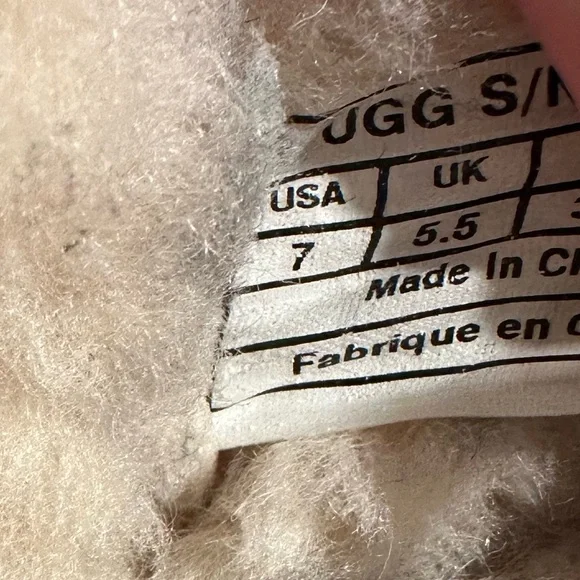 UGG S/
USA UK
7 5.5
Made In
Fabrique en